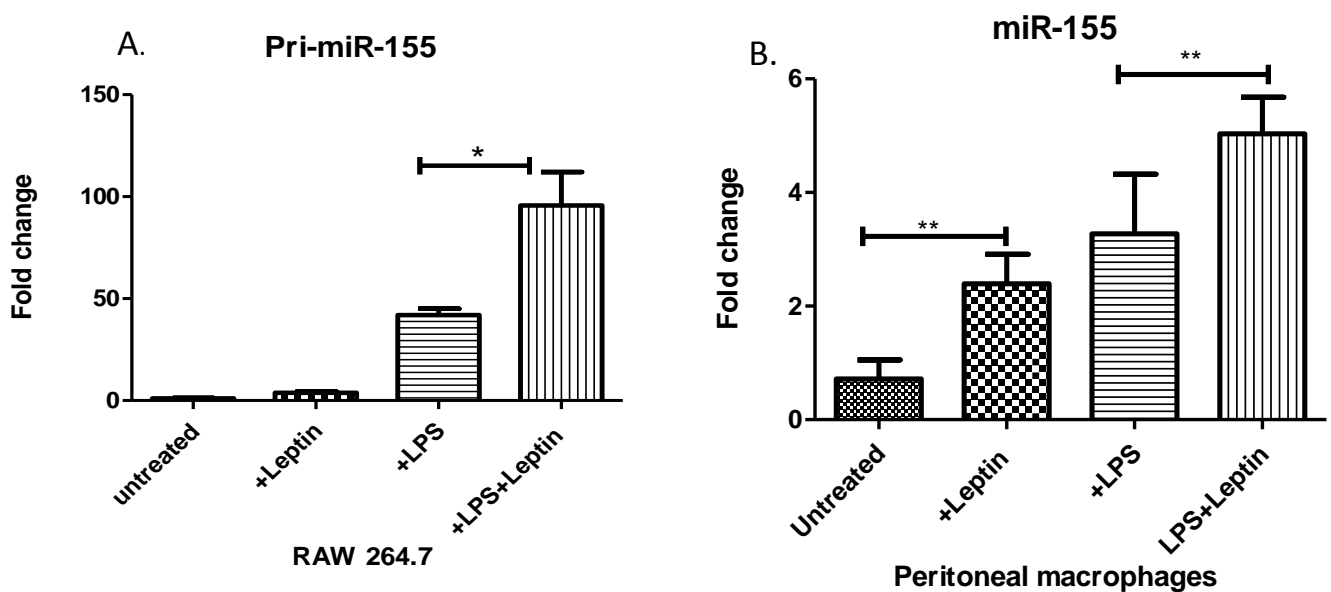 A.
Pri-miR-155
Fold change
150
100
50
0
*
untreated
+Leptin
+LPS
+LPS+Leptin
RAW 264.7
B.
miR-155
Fold change
6
4
2
0
**
**
Untreated
+Leptin
+LPS
LPS+Leptin
Peritoneal macrophages